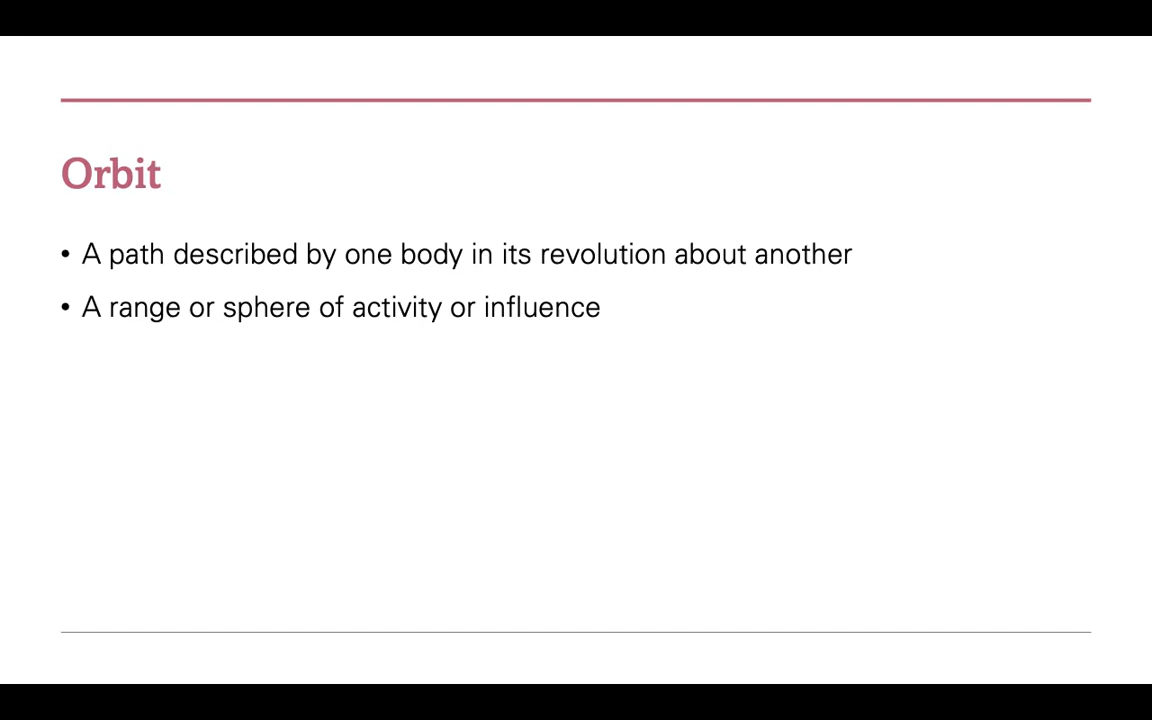 Orbit
• A path described by one body in its revolution about another
• A range or sphere of activity or influence